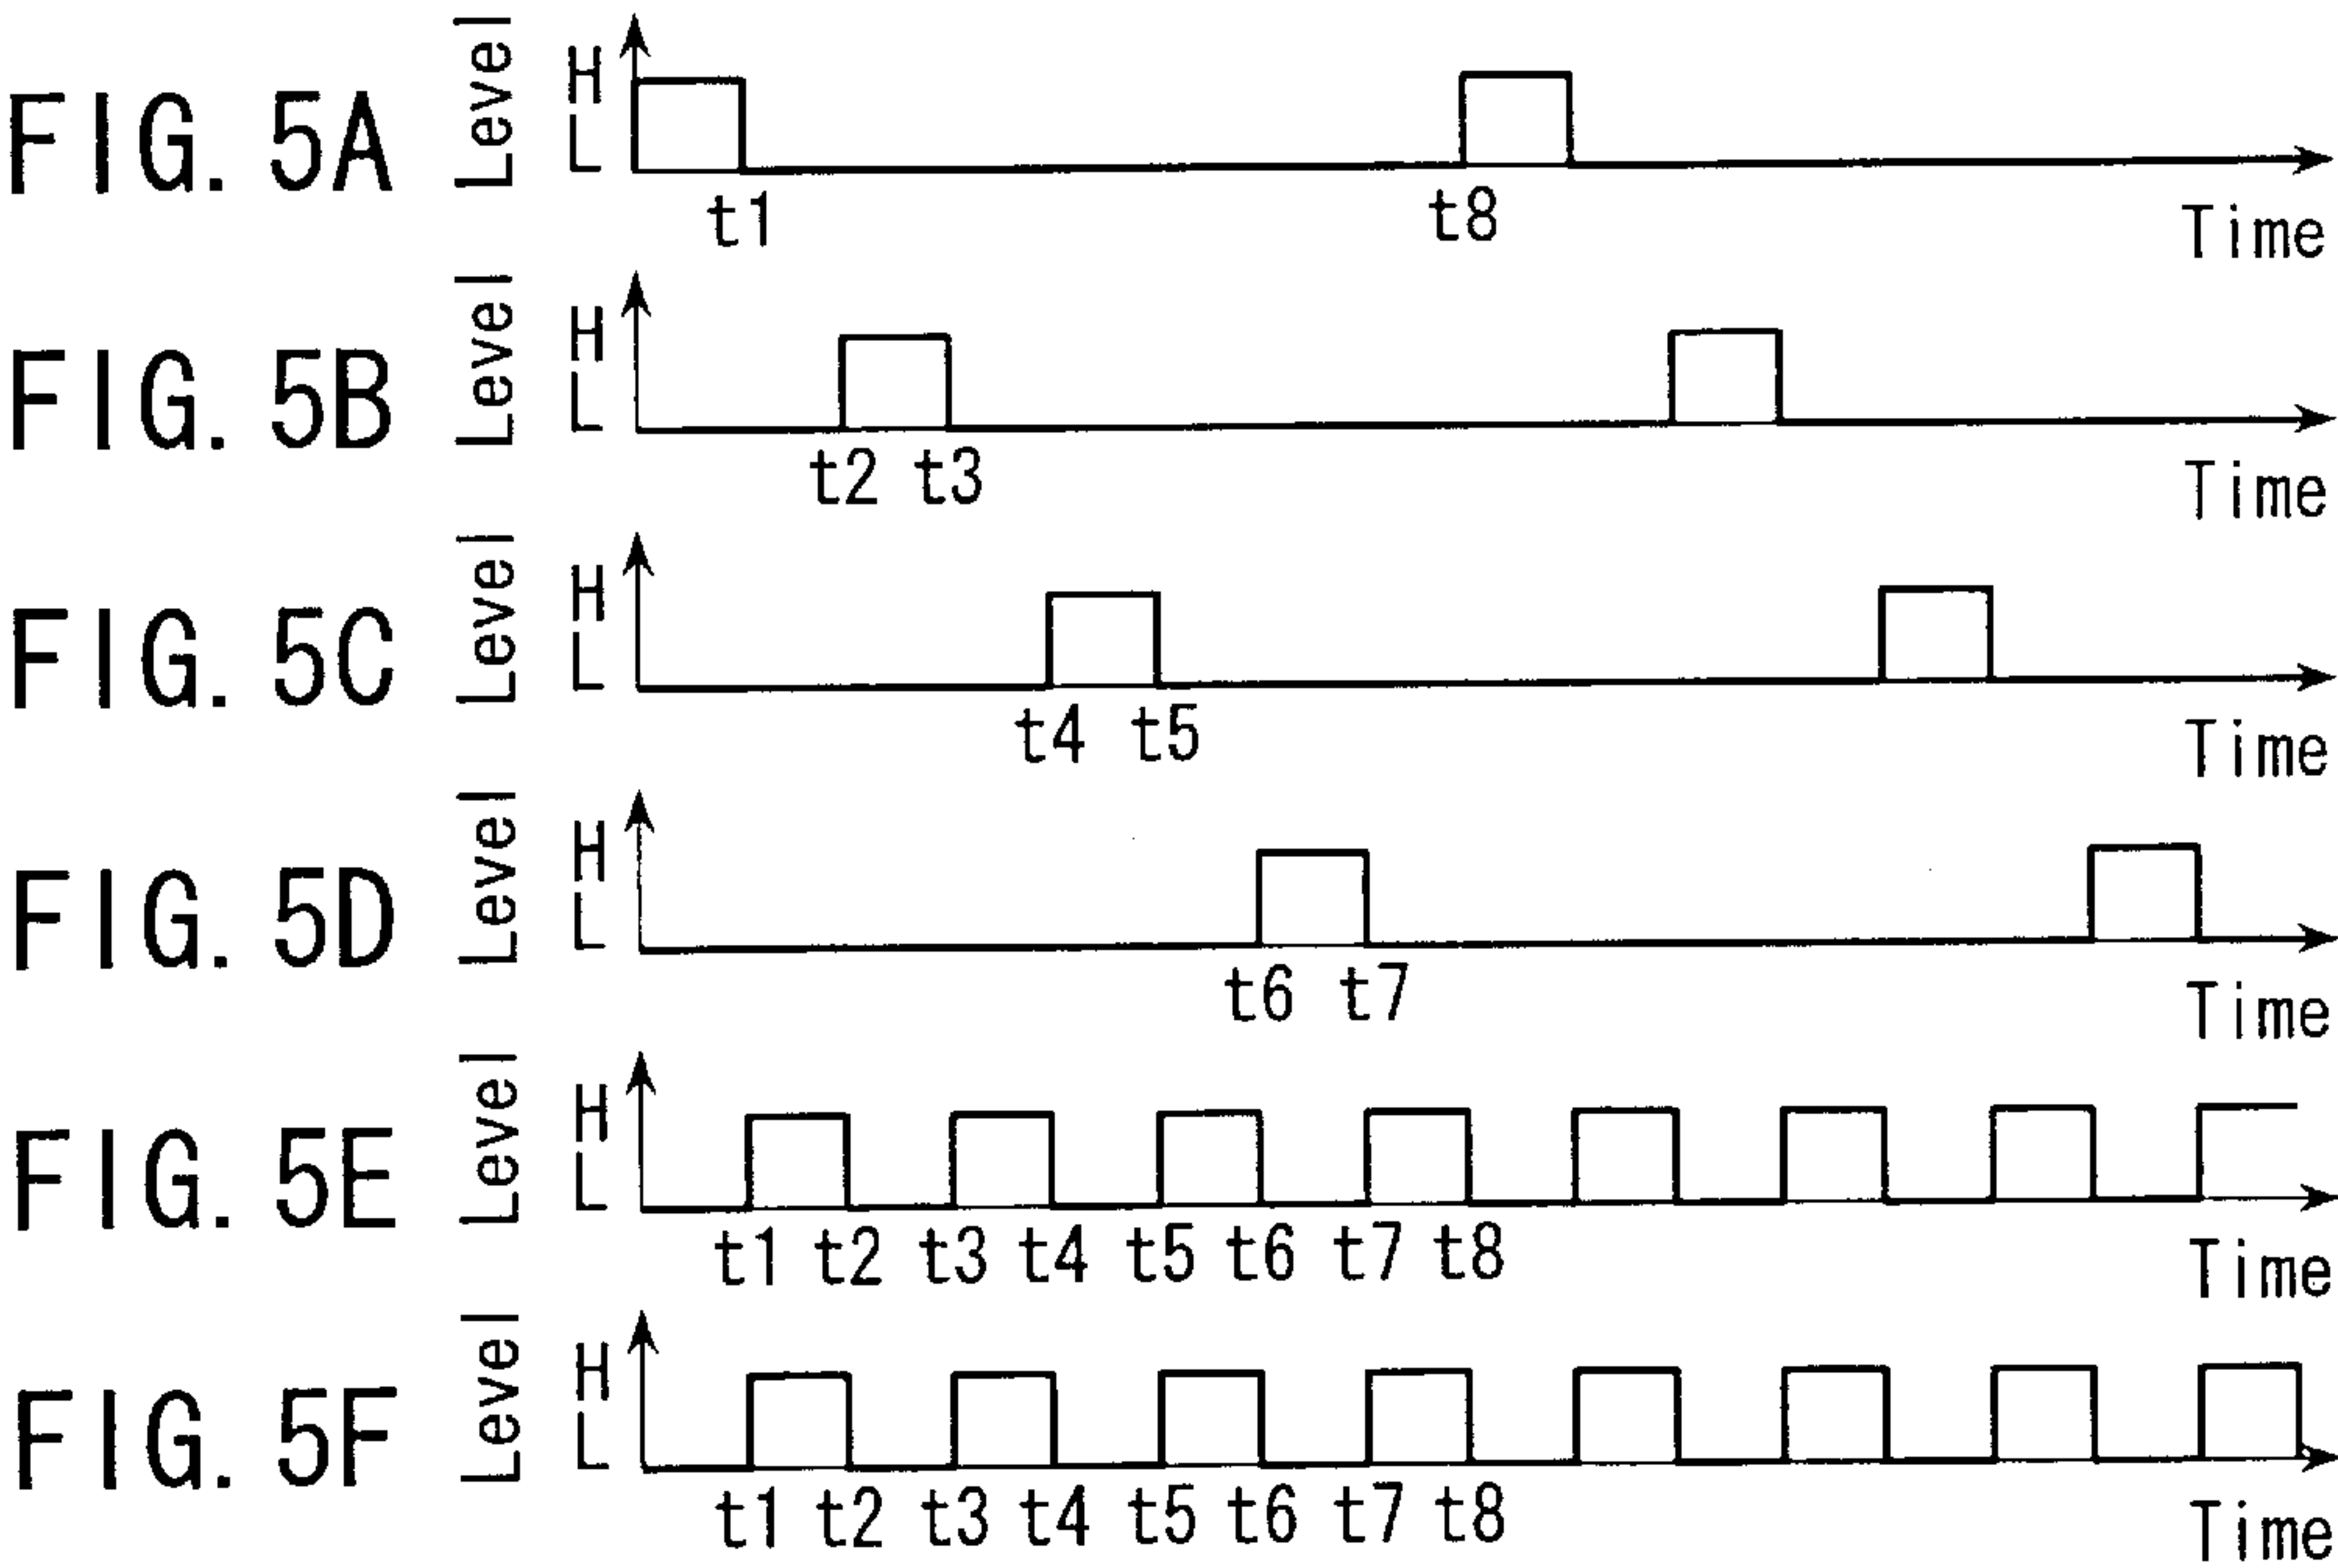 FIG. 5A Level H L
t1 t8 Time
FIG. 5B Level H L
t2 t3 Time
FIG. 5C Level H L
t4 t5 Time
FIG. 5D Level H L
t6 t7 Time
FIG. 5E Level H L
t1 t2 t3 t4 t5 t6 t7 t8 Time
FIG. 5F Level H L
t1 t2 t3 t4 t5 t6 t7 t8 Time